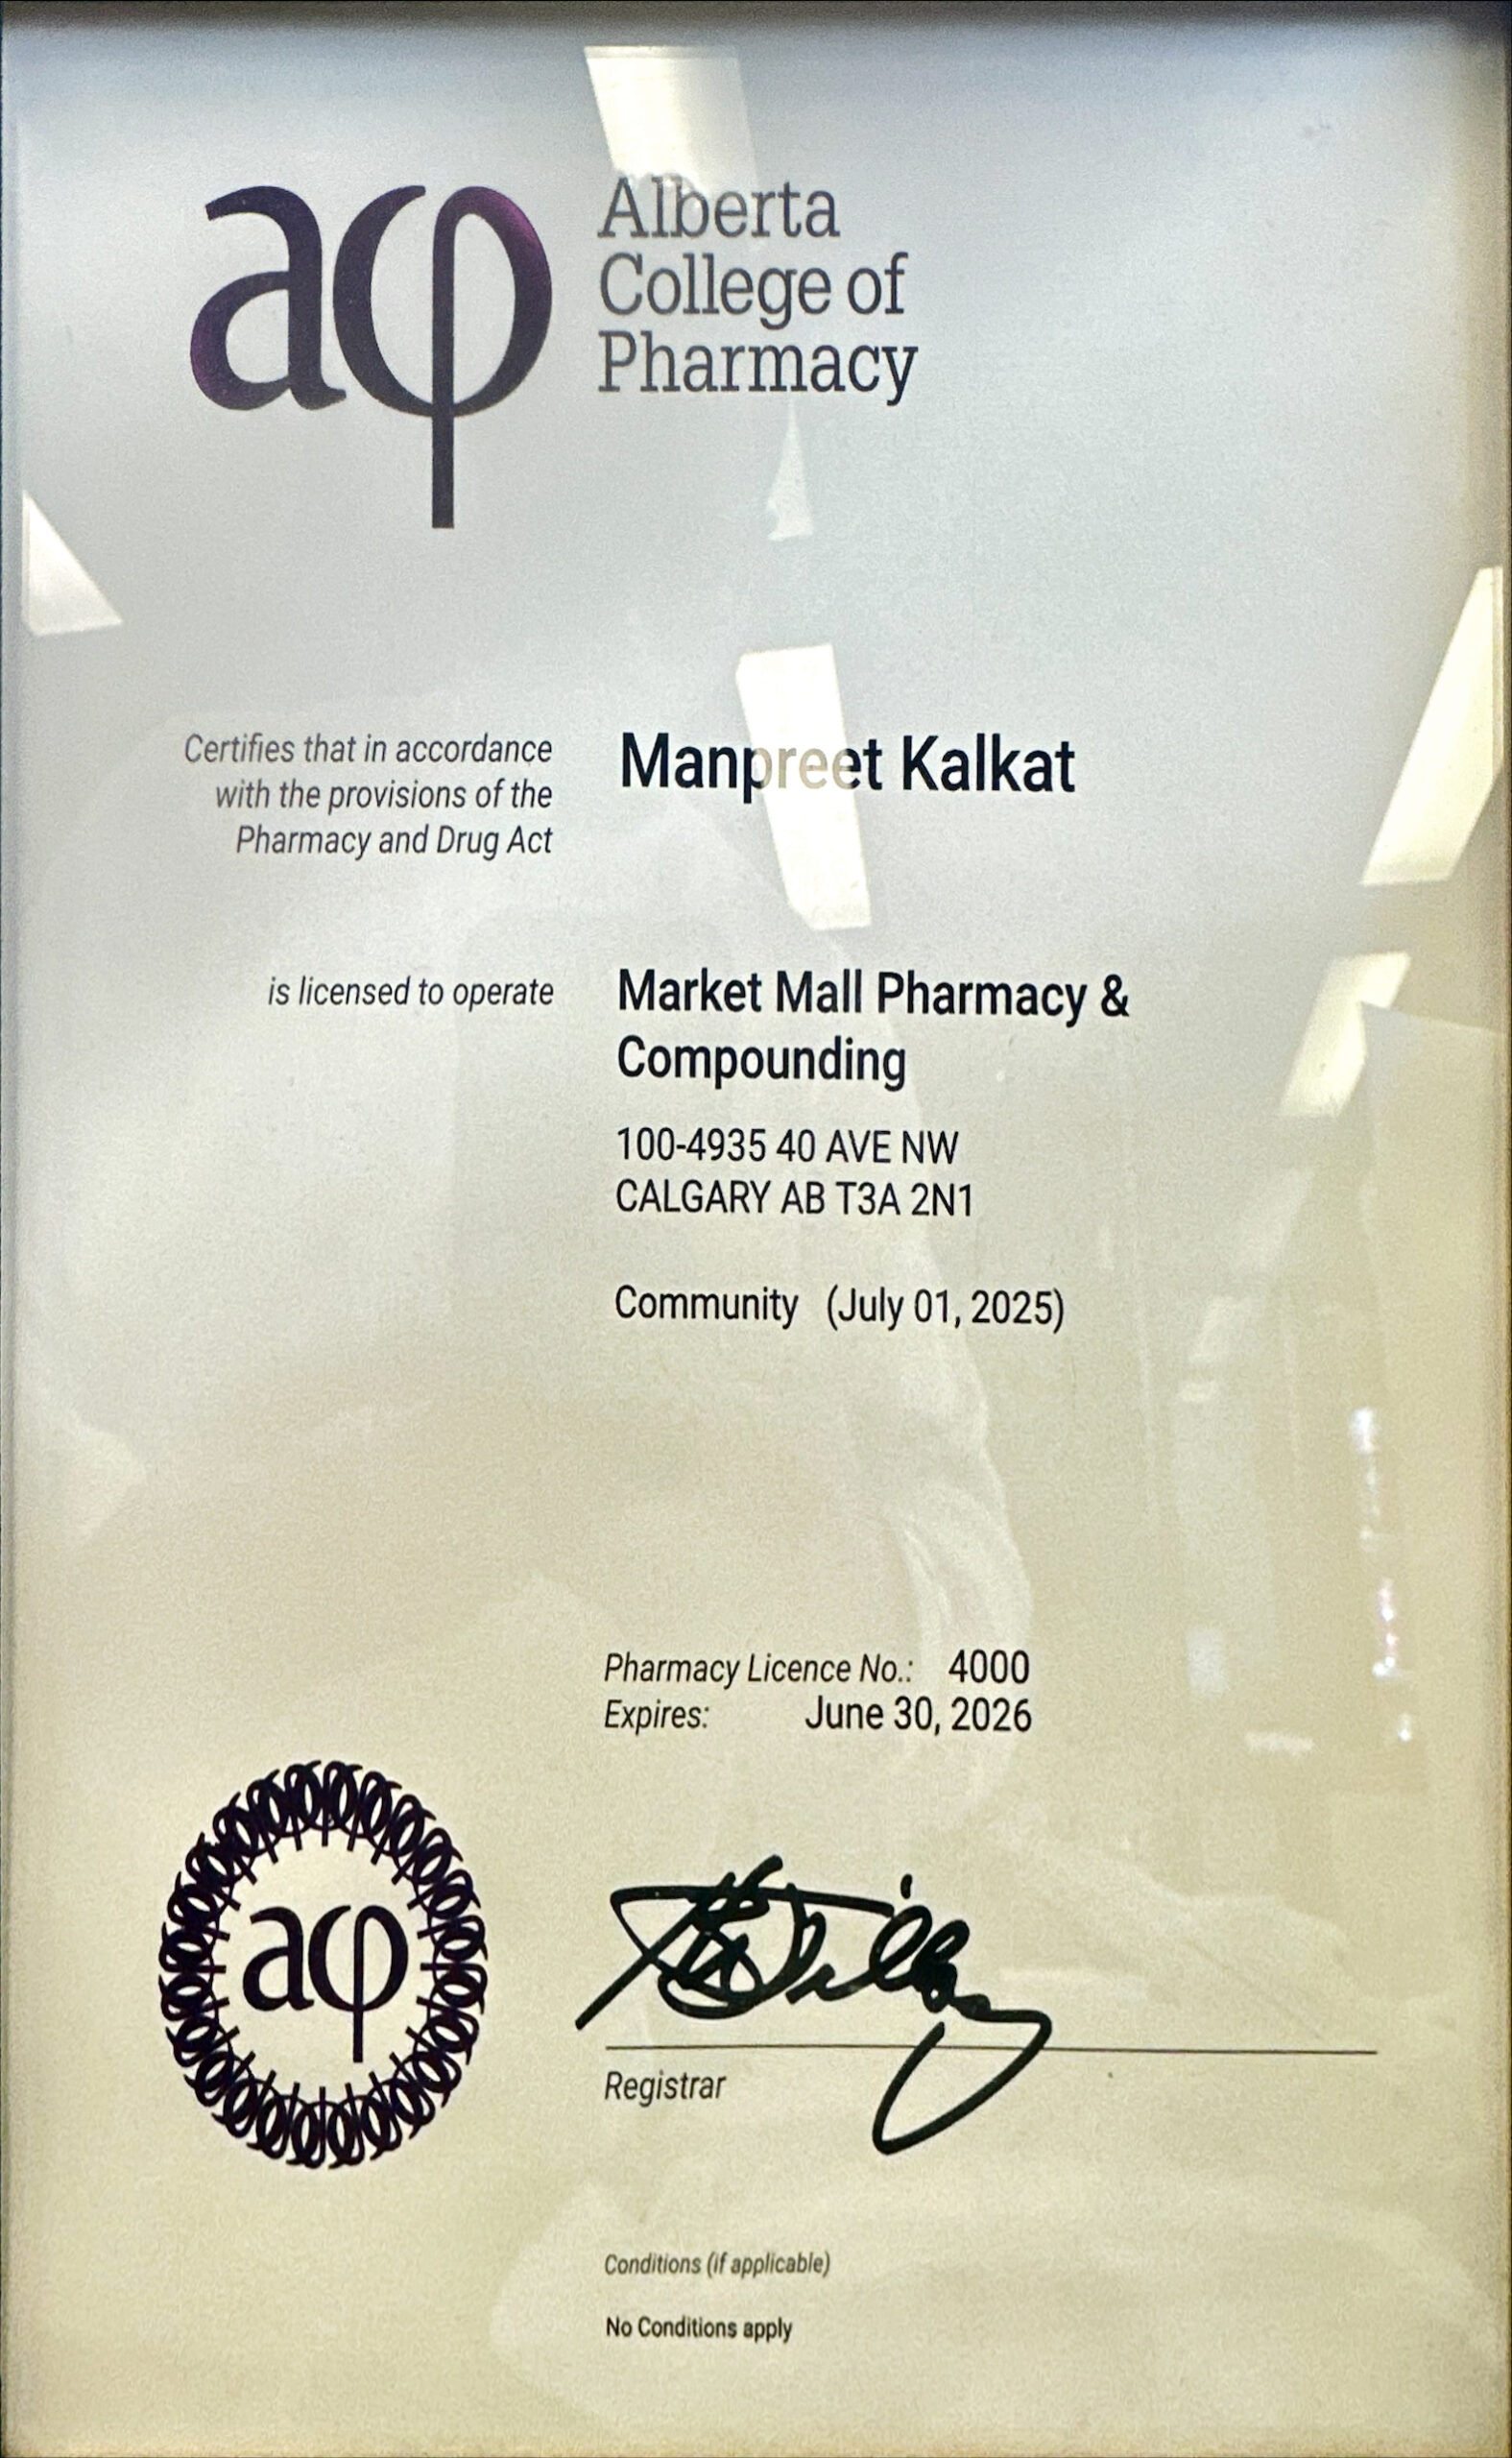 aφ
Alberta
College of
Pharmacy
Certifies that in accordance
with the provisions of the
Pharmacy and Drug Act
Manpreet Kalkat
is licensed to operate
Market Mall Pharmacy &
Compounding
100-4935 40 AVE NW
CALGARY AB T3A 2N1
Community (July 01, 2025)
Pharmacy Licence No.: 4000
Expires: June 30, 2026
aφ
Registrar
Conditions (if applicable)
No Conditions apply